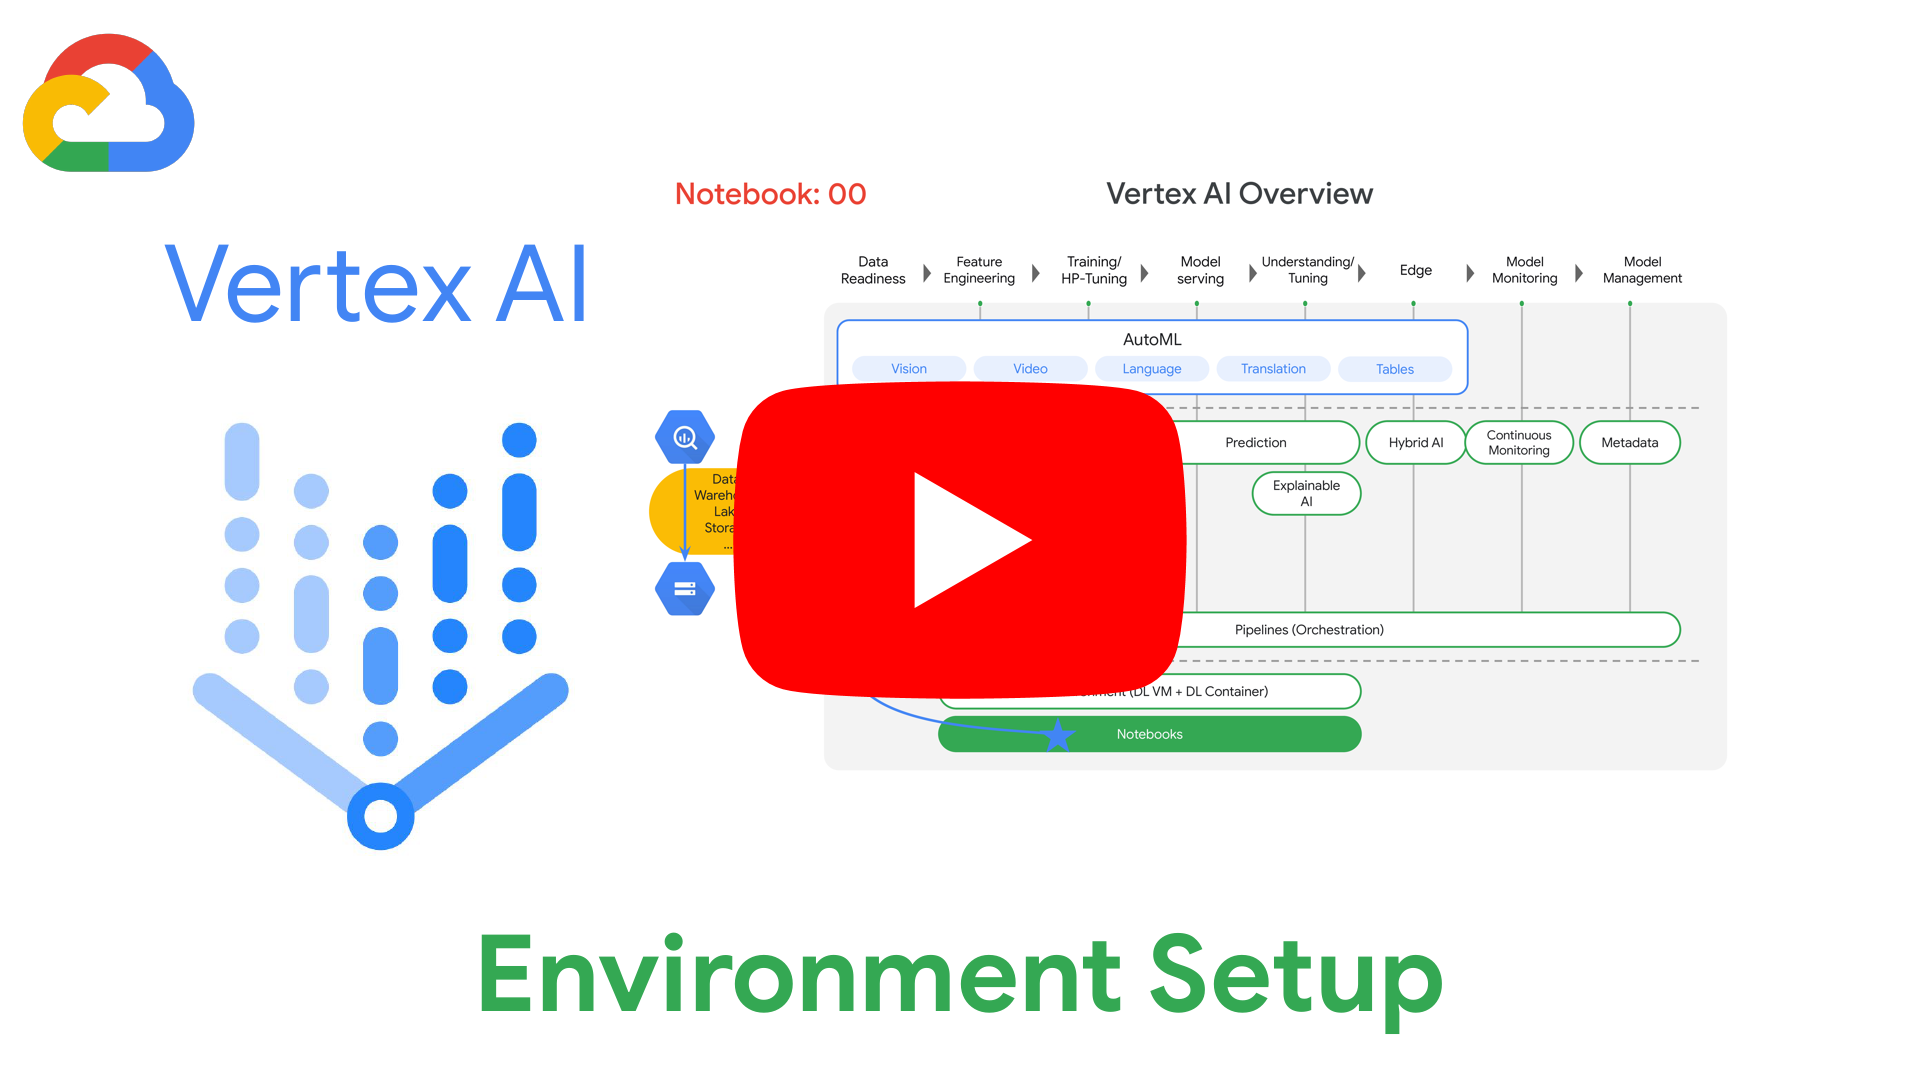 Notebook: 00
Vertex AI Overview
Vertex AI
Data
Readiness
Feature
Engineering
Training/
HP-Tuning
Model
serving
Understanding/
Tuning
Edge
Model
Monitoring
Model
Management
AutoML
Vision
Video
Language
Translation
Tables
Prediction
Hybrid AI
Continuous
Monitoring
Metadata
Explainable
AI
Data
...
Pipelines (Orchestration)
(DL VM + DL Container)
Notebooks
Environment Setup